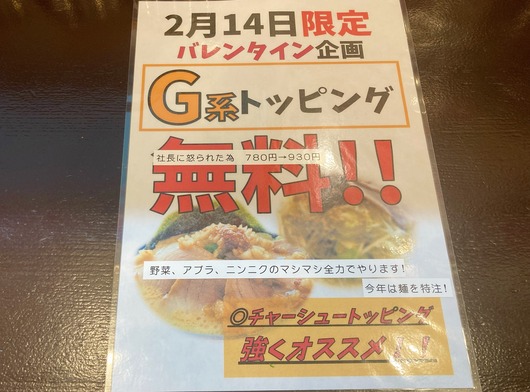 2月14日限定
バレンタイン企画
G系トッピング
無料!!
社長に怒られた為 780円→930円
野菜、アブラ、ニンニクのマシマシ全力でやります!
今年は麺を特注!
◎チャーシュートッピング
強くオススメ!!